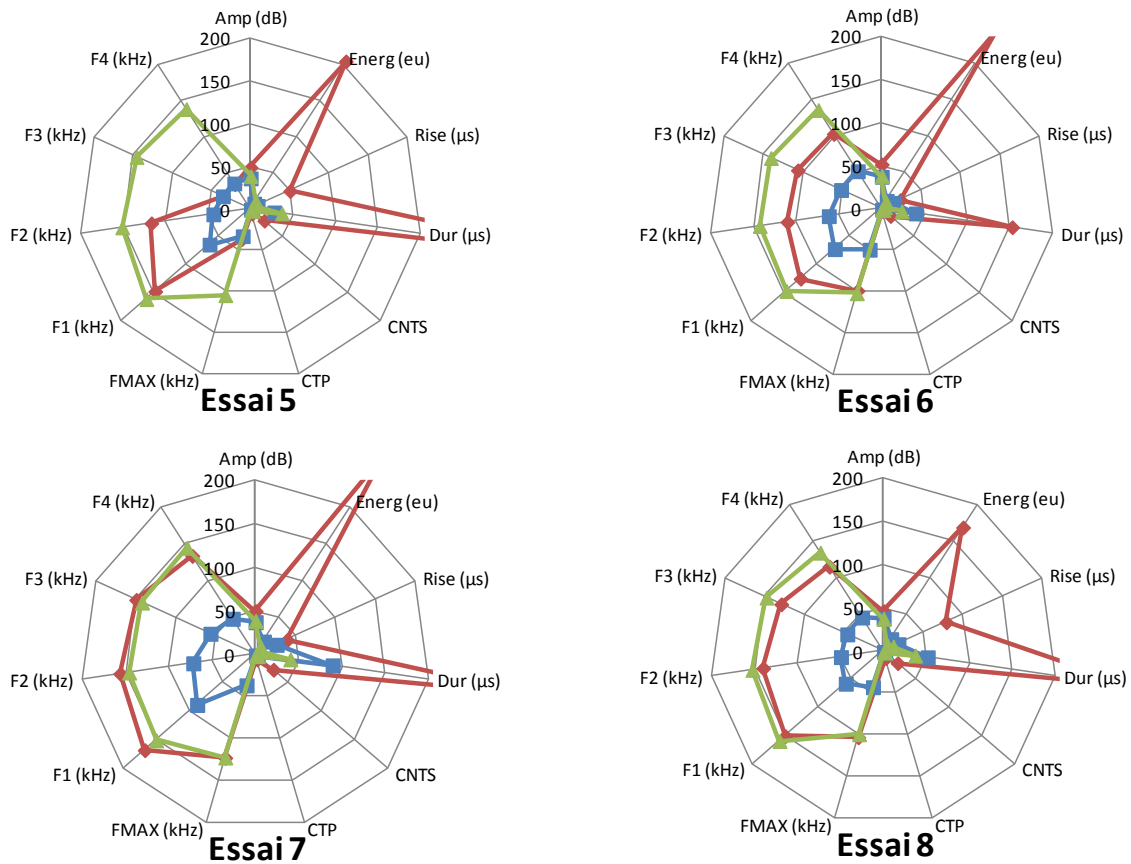 Amp (dB)
200
150
100
50
0
Energ (eu)
Rise (µs)
Dur (µs)
CNTS
CTP
FMAX (kHz)
F1 (kHz)
F2 (kHz)
F3 (kHz)
F4 (kHz)
Essai 5
Amp (dB)
200
150
100
50
0
Energ (eu)
Rise (µs)
Dur (µs)
CNTS
CTP
FMAX (kHz)
F1 (kHz)
F2 (kHz)
F3 (kHz)
F4 (kHz)
Essai 6
Amp (dB)
200
150
100
50
0
Energ (eu)
Rise (µs)
Dur (µs)
CNTS
CTP
FMAX (kHz)
F1 (kHz)
F2 (kHz)
F3 (kHz)
F4 (kHz)
Essai 7
Amp (dB)
200
150
100
50
0
Energ (eu)
Rise (µs)
Dur (µs)
CNTS
CTP
FMAX (kHz)
F1 (kHz)
F2 (kHz)
F3 (kHz)
F4 (kHz)
Essai 8